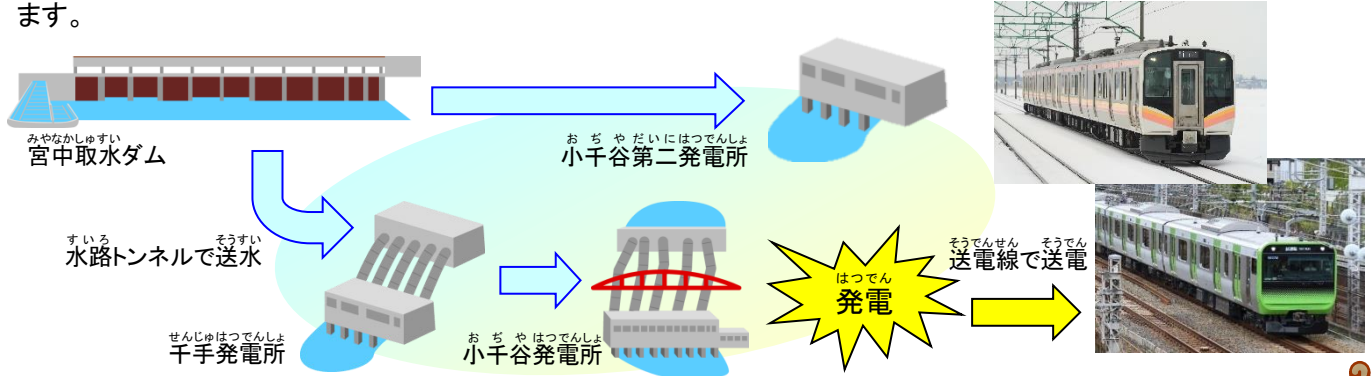 ます。
みやなかしゅすい
宮中取水ダム
お ぢ や だいにはつでんしょ
小千谷第二発電所
すいろ そうすい
水路トンネルで送水
そうでんせん そうでん
送電線で送電
はつでん
発電
せんじゅはつでんしょ
千手発電所
お ぢ や はつでんしょ
小千谷発電所